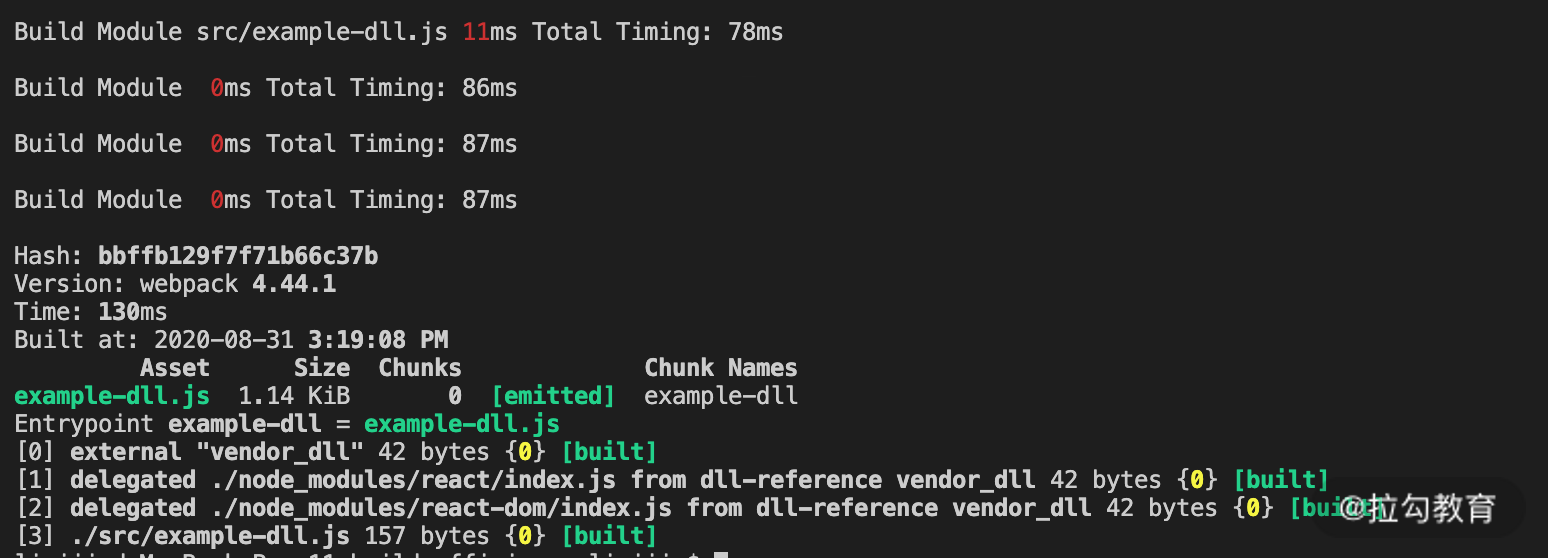 Build Module src/example-dll.js 11ms Total Timing: 78ms
Build Module  0ms Total Timing: 86ms
Build Module  0ms Total Timing: 87ms
Build Module  0ms Total Timing: 87ms
Hash: bbffb129f7f71b66c37b
Version: webpack 4.44.1
Time: 130ms
Built at: 2020-08-31 3:19:08 PM
Asset Size Chunks Chunk Names
example-dll.js 1.14 KiB 0 [emitted] example-dll
Entrypoint example-dll = example-dll.js
[0] external "vendor_dll" 42 bytes {0} [built]
[1] delegated ./node_modules/react/index.js from dll-reference vendor_dll 42 bytes {0} [built]
[2] delegated ./node_modules/react-dom/index.js from dll-reference vendor_dll 42 bytes {0} [built]
@拉勾教育
[3] ./src/example-dll.js 157 bytes {0} [built]